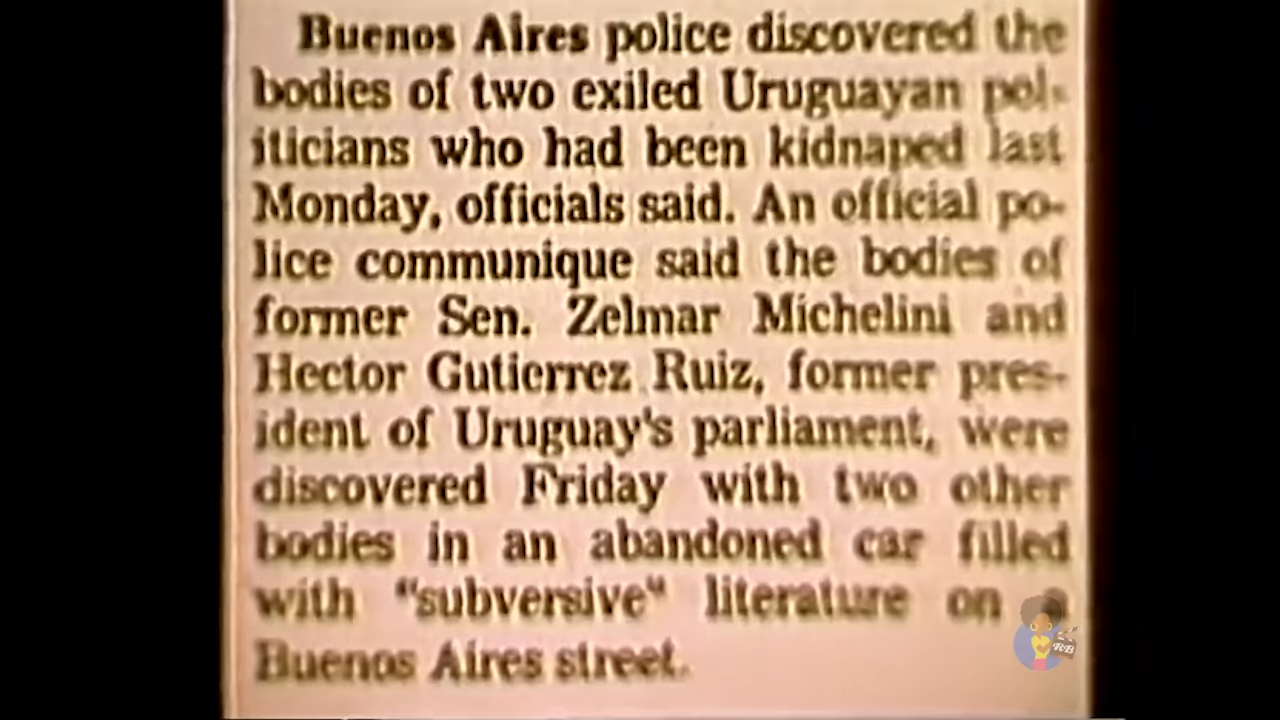 Buenos Aires police discovered the
bodies of two exiled Uruguayan pol-
iticians who had been kidnaped last
Monday, officials said. An official po-
lice communique said the bodies of
former Sen. Zelmar Michelini and
Hector Gutierrez Ruiz, former pres-
ident of Uruguay's parliament, were
discovered Friday with two other
bodies in an abandoned car filled
with "subversive" literature on a
Buenos Aires street.
RB